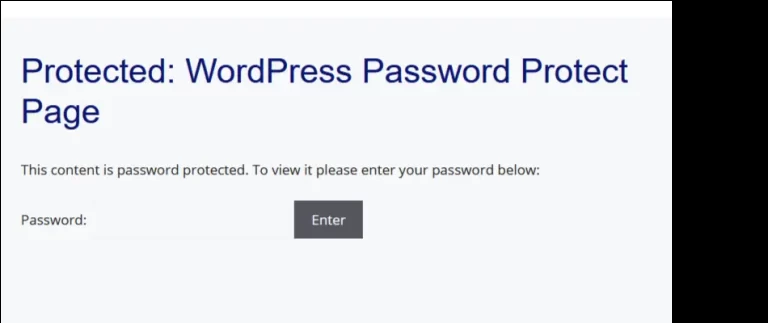 Protected: WordPress Password Protect
Page
This content is password protected. To view it please enter your password below:
Password: Enter